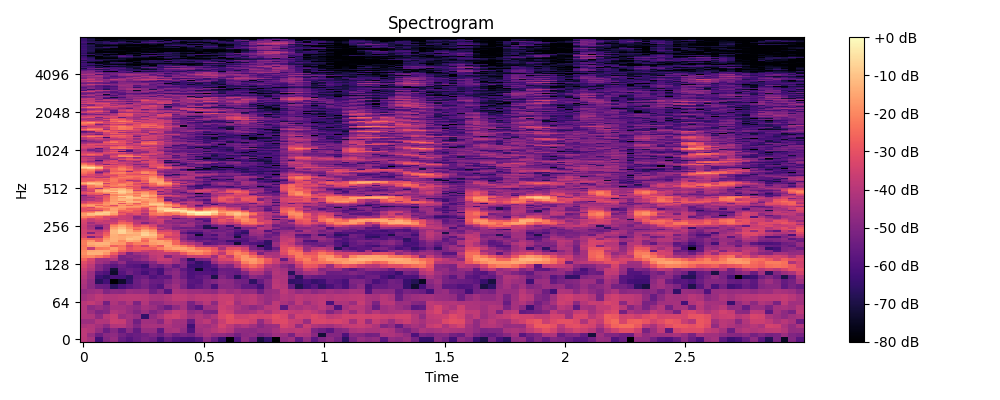 Spectrogram
Hz
4096
2048
1024
512
256
128
64
0
0 0.5 1 1.5 2 2.5
Time
+0 dB
-10 dB
-20 dB
-30 dB
-40 dB
-50 dB
-60 dB
-70 dB
-80 dB